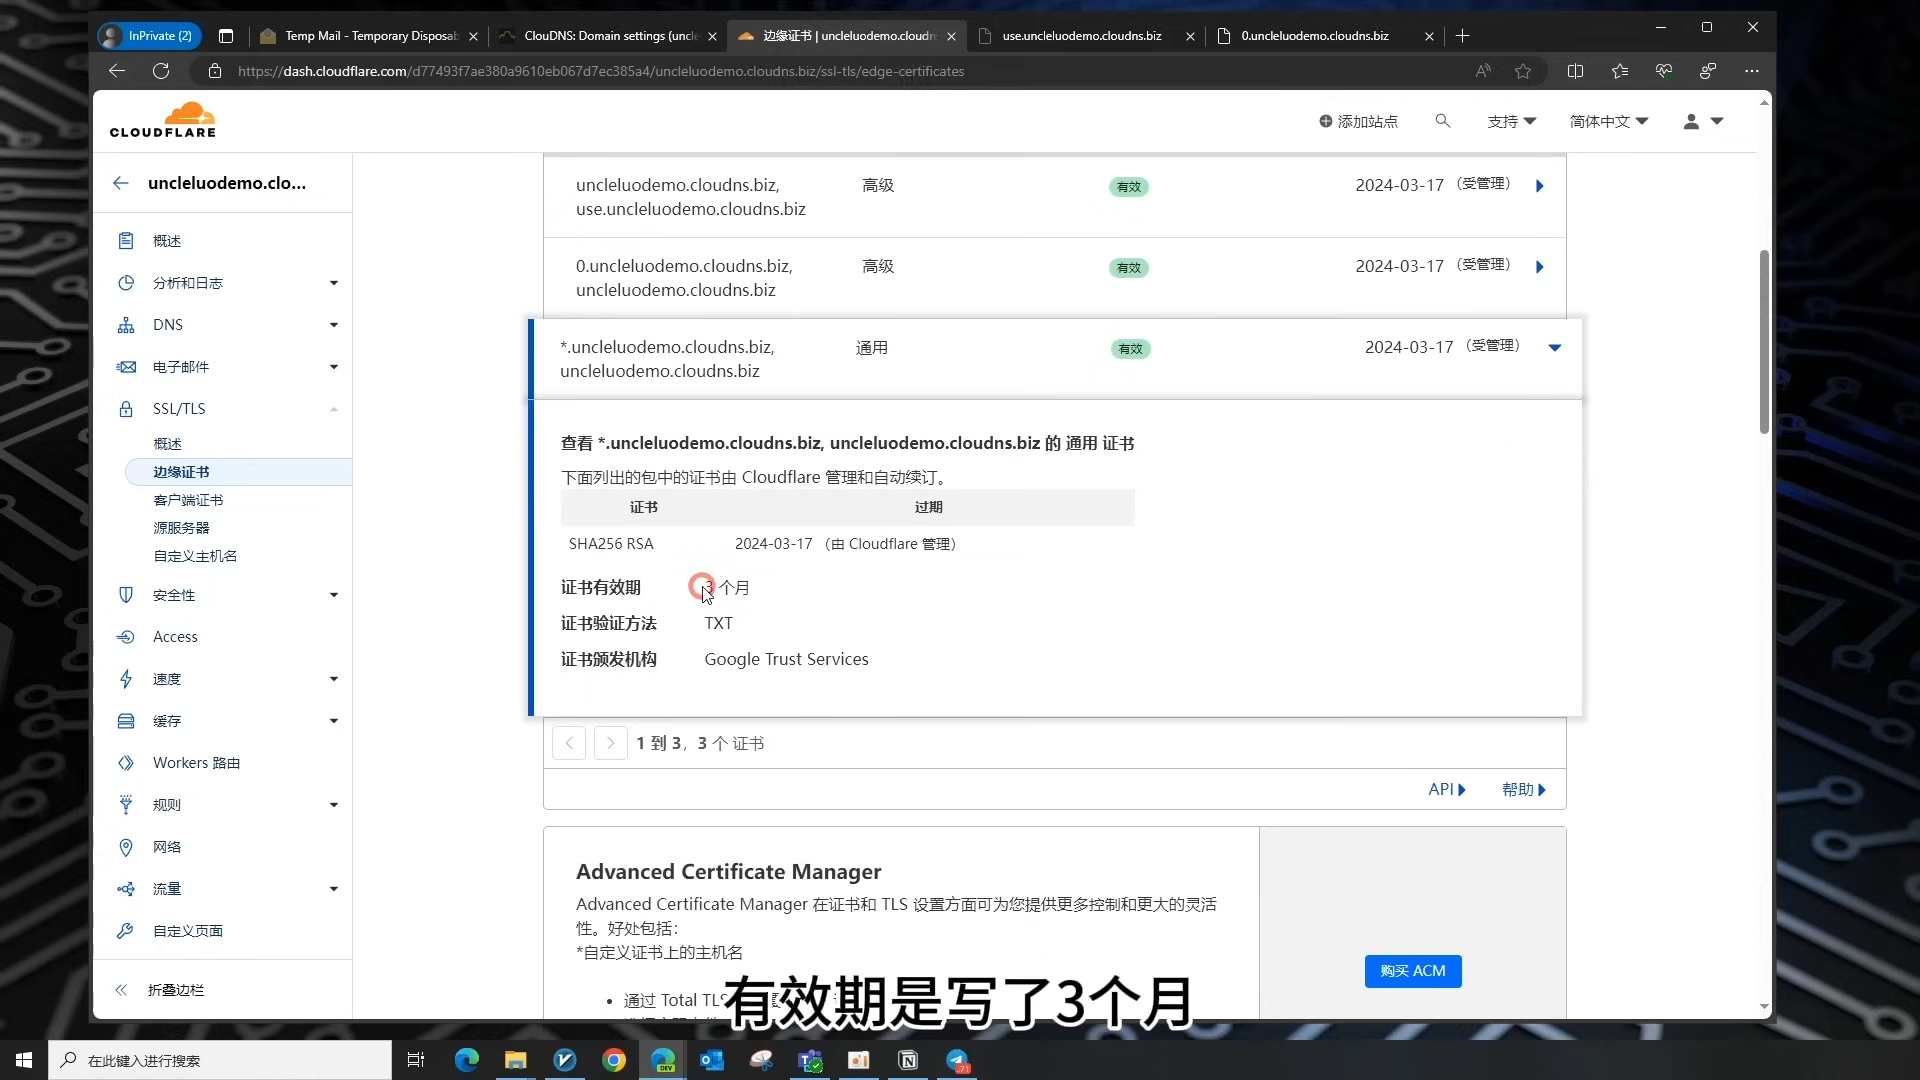 InPrivate (2)
Temp Mail - Temporary Disposab
ClouDNS: Domain settings (uncle
边缘证书 | uncleluodemo.cloudn
use.uncleluodemo.cloudns.biz
0.uncleluodemo.cloudns.biz
https://dash.cloudflare.com/d77493f7ae380a9610eb067d7ec385a4/uncleluodemo.cloudns.biz/ssl-tls/edge-certificates
CLOUDFLARE
添加站点
支持
简体中文
uncleluodemo.clo...
概述
分析和日志
DNS
电子邮件
SSL/TLS
概述
边缘证书
客户端证书
源服务器
自定义主机名
安全性
Access
速度
缓存
Workers 路由
规则
网络
流量
自定义页面
折叠边栏
uncleluodemo.cloudns.biz, 高级 有效 2024-03-17 （受管理）
use.uncleluodemo.cloudns.biz
0.uncleluodemo.cloudns.biz, 高级 有效 2024-03-17 （受管理）
uncleluodemo.cloudns.biz
*.uncleluodemo.cloudns.biz, 通用 有效 2024-03-17 （受管理）
uncleluodemo.cloudns.biz
查看 *.uncleluodemo.cloudns.biz, uncleluodemo.cloudns.biz 的 通用 证书
下面列出的包中的证书由 Cloudflare 管理和自动续订。
证书 过期
SHA256 RSA 2024-03-17 （由 Cloudflare 管理）
证书有效期 3 个月
证书验证方法 TXT
证书颁发机构 Google Trust Services
1 到 3，3 个 证书
API 帮助
Advanced Certificate Manager
Advanced Certificate Manager 在证书和 TLS 设置方面可为您提供更多控制和更大的灵活
性。好处包括：
*自定义证书上的主机名
• 通过 Total TLS
购买 ACM
有效期是写了3个月
在此键入进行搜索
DEV
71